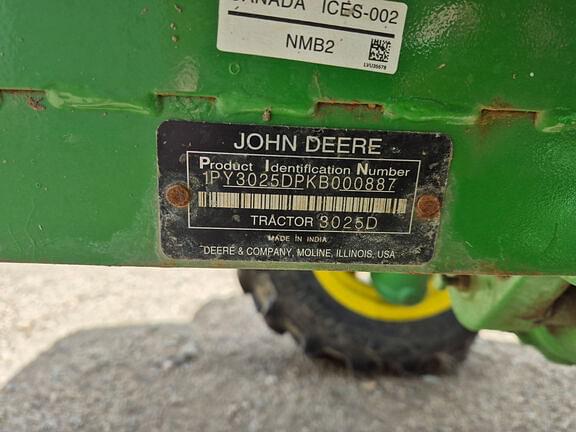 CANADA ICES-002
NMB2
LVU35678
JOHN DEERE
Product Identification Number
1PY3025DPKB000887
TRACTOR 3025D
MADE IN INDIA
DEERE & COMPANY, MOLINE, ILLINOIS, USA